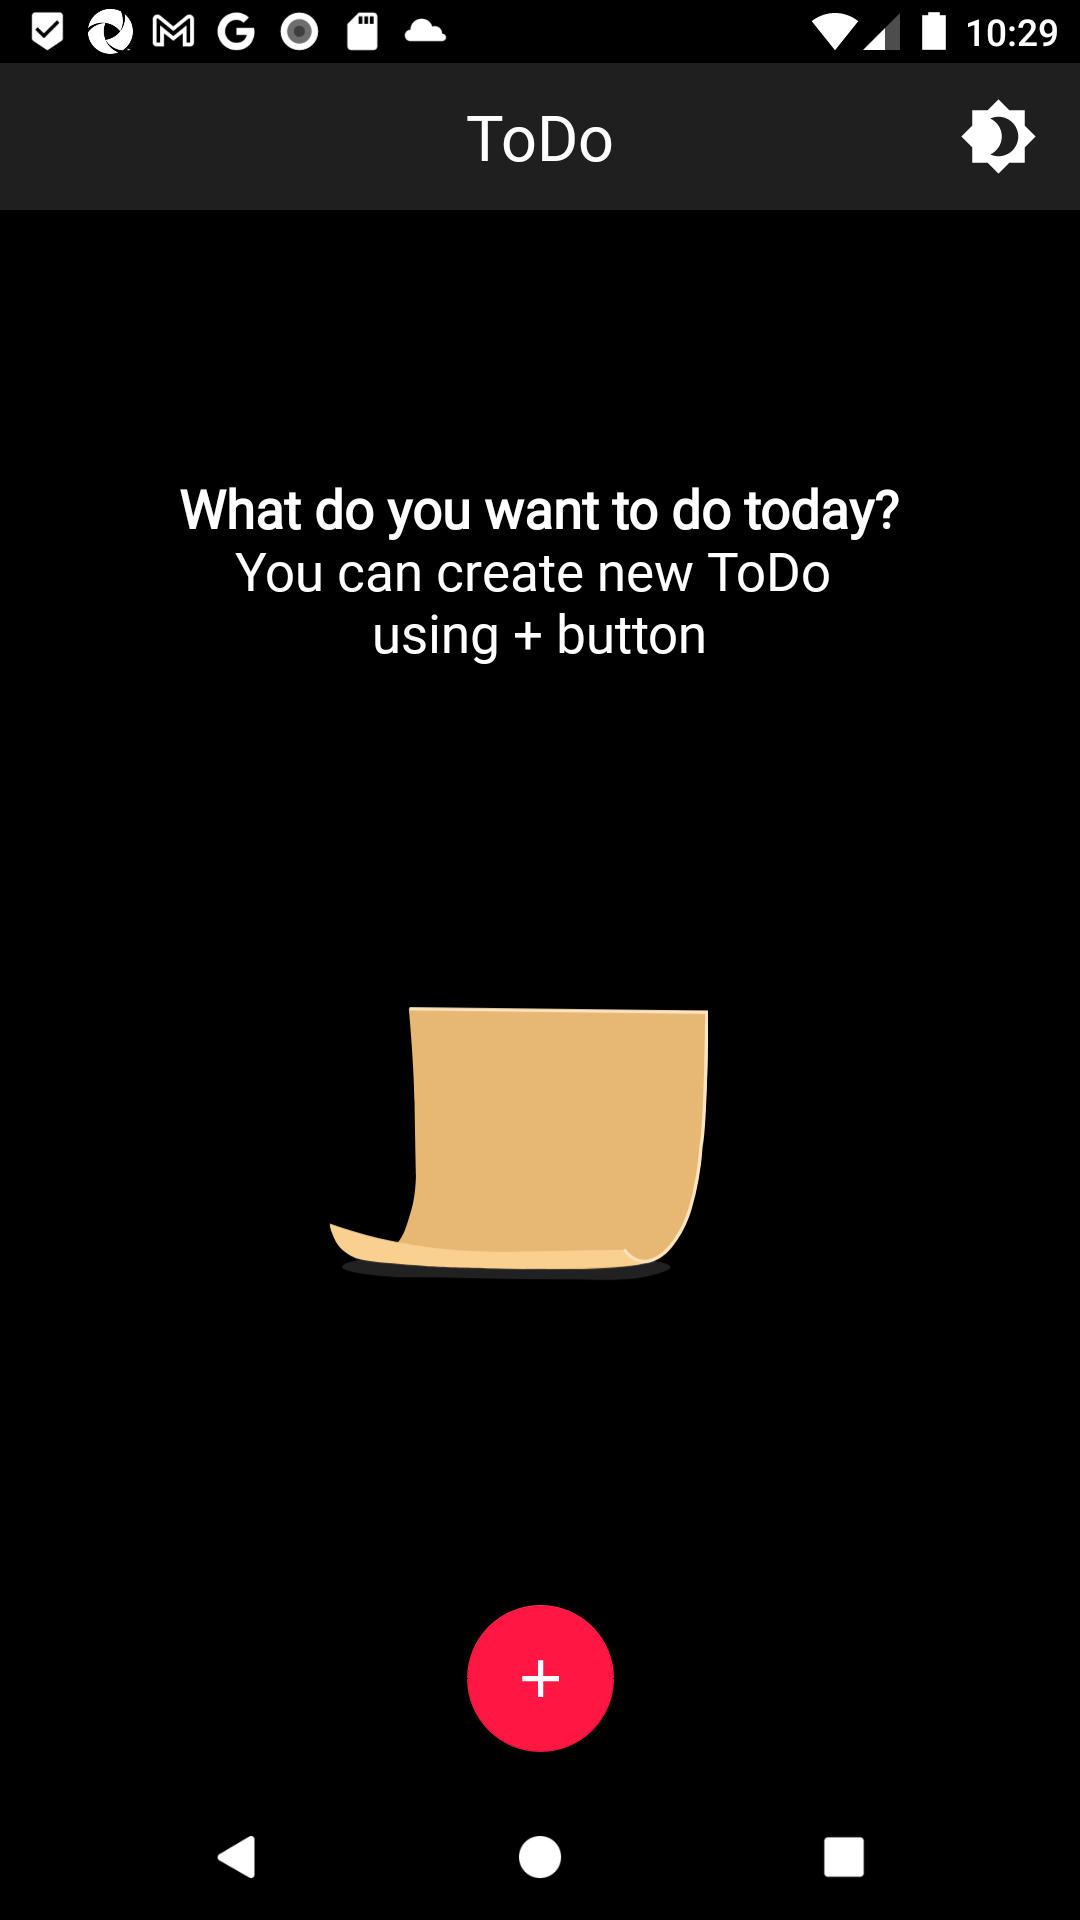 10:29
ToDo
What do you want to do today?
You can create new ToDo
using + button
+